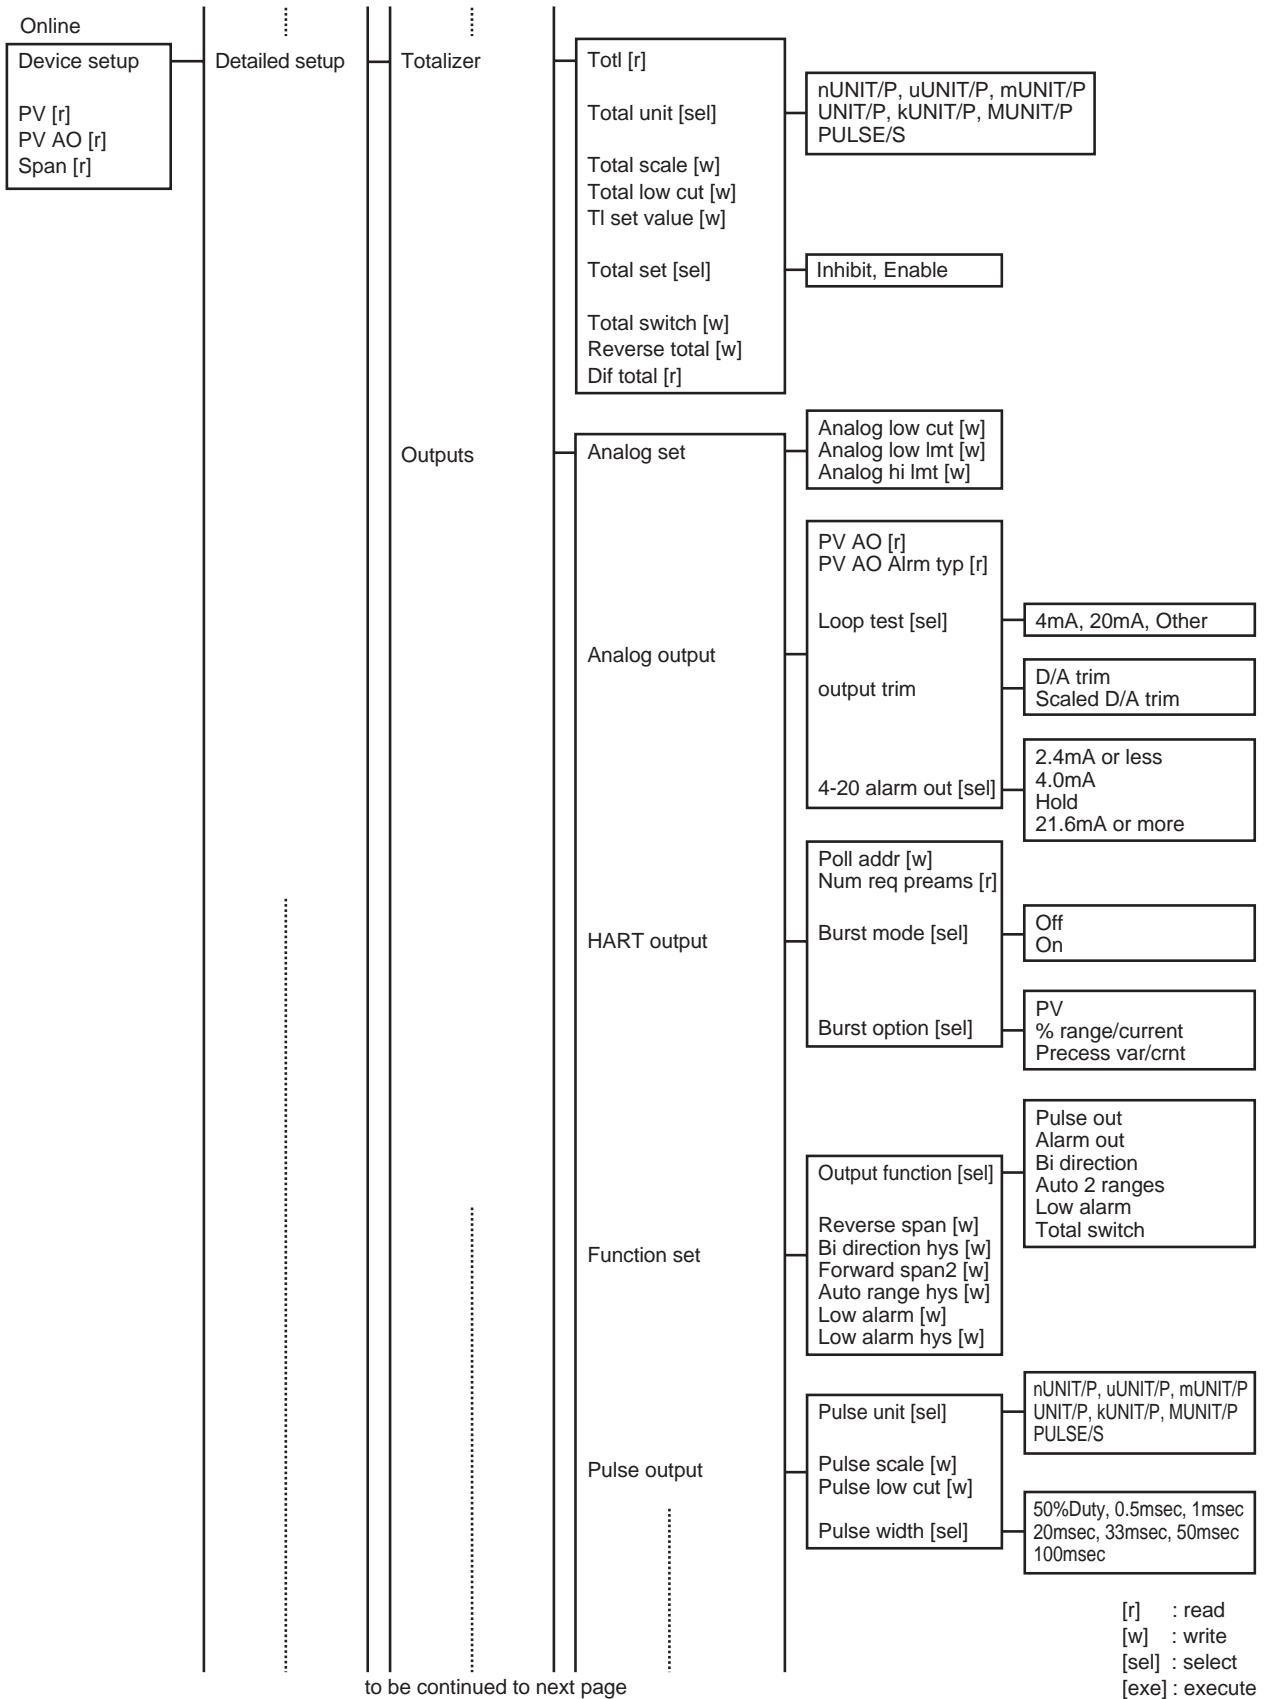 Online
Device setup
PV [r]
PV AO [r]
Span [r]
Detailed setup
Totalizer
Totl [r]
Total unit [sel]
nUNIT/P, uUNIT/P, mUNIT/P
UNIT/P, kUNIT/P, MUNIT/P
PULSE/S
Total scale [w]
Total low cut [w]
Tl set value [w]
Total set [sel]
Inhibit, Enable
Total switch [w]
Reverse total [w]
Dif total [r]
Outputs
Analog set
Analog low cut [w]
Analog low lmt [w]
Analog hi lmt [w]
Analog output
PV AO [r]
PV AO Alrm typ [r]
Loop test [sel]
4mA, 20mA, Other
output trim
D/A trim
Scaled D/A trim
4-20 alarm out [sel]
2.4mA or less
4.0mA
Hold
21.6mA or more
HART output
Poll addr [w]
Num req preams [r]
Burst mode [sel]
Off
On
Burst option [sel]
PV
% range/current
Precess var/crnt
Function set
Output function [sel]
Pulse out
Alarm out
Bi direction
Auto 2 ranges
Low alarm
Total switch
Reverse span [w]
Bi direction hys [w]
Forward span2 [w]
Auto range hys [w]
Low alarm [w]
Low alarm hys [w]
Pulse output
Pulse unit [sel]
nUNIT/P, uUNIT/P, mUNIT/P
UNIT/P, kUNIT/P, MUNIT/P
PULSE/S
Pulse scale [w]
Pulse low cut [w]
Pulse width [sel]
50%Duty, 0.5msec, 1msec
20msec, 33msec, 50msec
100msec
[r] : read
[w] : write
[sel] : select
[exe] : execute
to be continued to next page